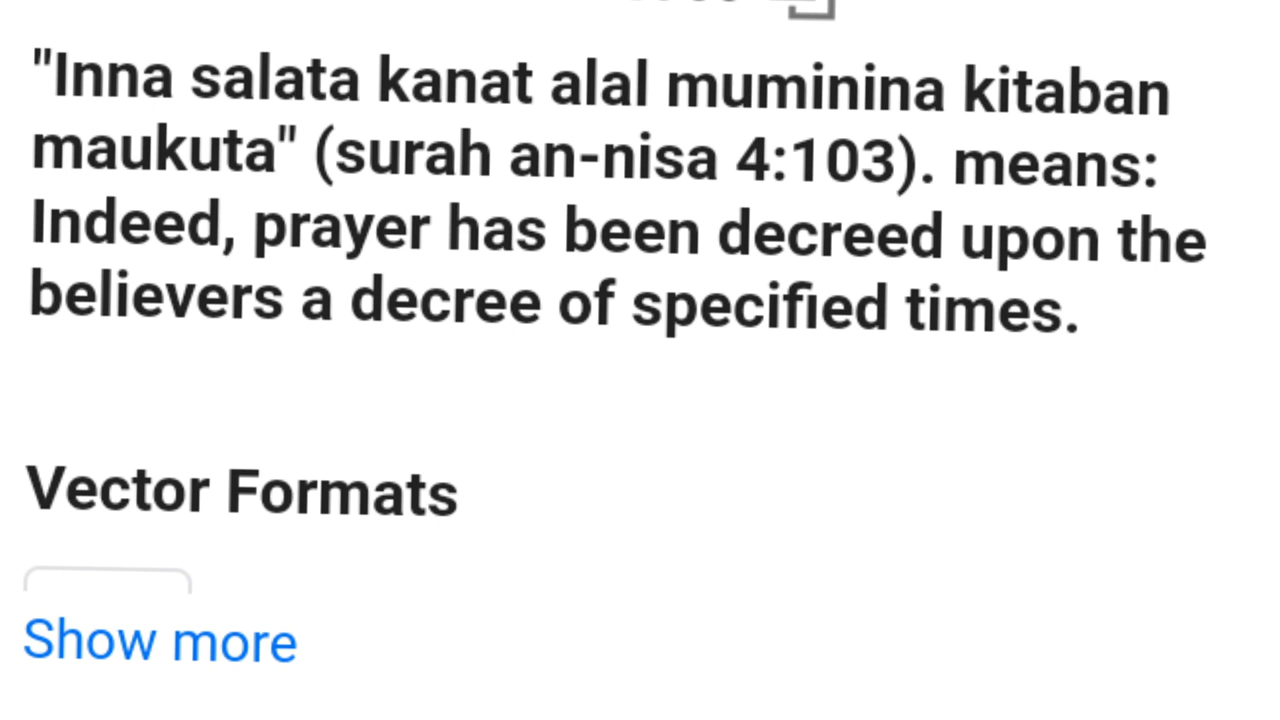 "Inna salata kanat alal muminina kitaban
maukuta" (surah an-nisa 4:103). means:
Indeed, prayer has been decreed upon the
believers a decree of specified times.
Vector Formats
Show more